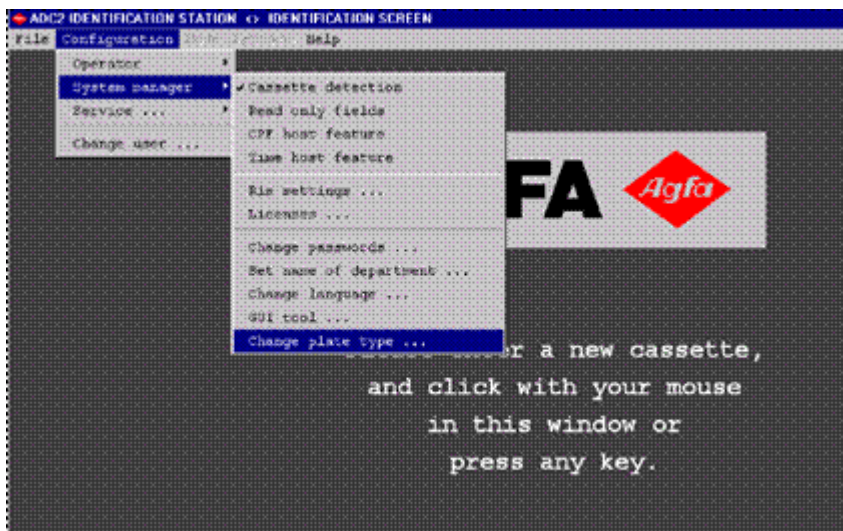 ADC2 IDENTIFICATION STATION <> IDENTIFICATION SCREEN
File Configuration Help
Operator
System manager
Service ...
Change user ...
Cassette detection
Read only fields
CPF host feature
Time host feature
Ris settings ...
Licenses ...
Change passwords ...
Set name of department ...
Change language ...
GUI tool ...
Change plate type ...
FA
Agfa
er a new cassette,
and click with your mouse
in this window or
press any key.